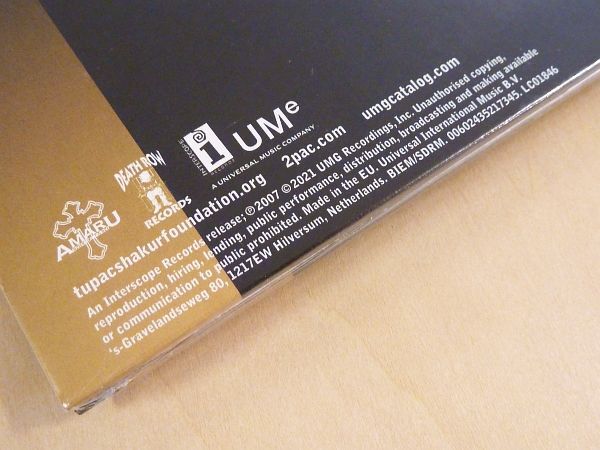 INTERSCOPE
RECORDS
UMe
A UNIVERSAL MUSIC COMPANY
DEATH ROW
RECORDS
AMARU
tupacshakurfoundation.org 2pac.com umgcatalog.com
An Interscope Records release; ℗2007 ©2021 UMG Recordings, Inc. Unauthorised copying,
reproduction, hiring, lending, public performance, distribution, broadcasting and making available
or communication to public prohibited. Made in the EU. Universal International Music B.V.
's-Gravelandseweg 80, 1217EW Hilversum, Netherlands. BIEM/SDRM. 00602435217345. LC01846